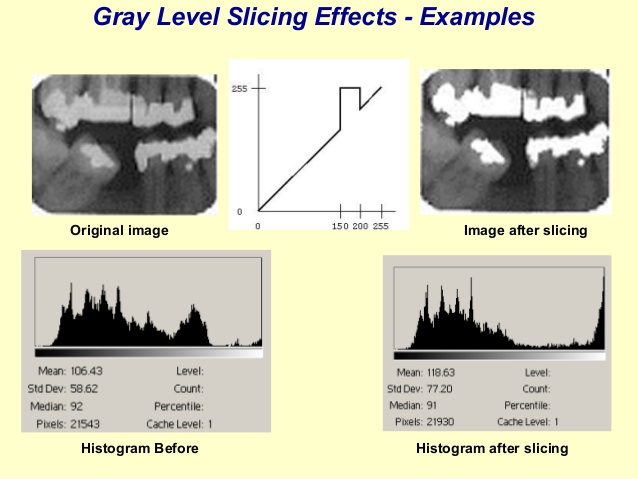 Gray Level Slicing Effects - Examples
255
0
0 150 200 255
Original image
Image after slicing
Mean: 106.43 Level:
Std Dev: 58.62 Count:
Median: 92 Percentile:
Pixels: 21543 Cache Level: 1
Mean: 118.63 Level:
Std Dev: 77.20 Count:
Median: 91 Percentile:
Pixels: 21930 Cache Level: 1
Histogram Before
Histogram after slicing